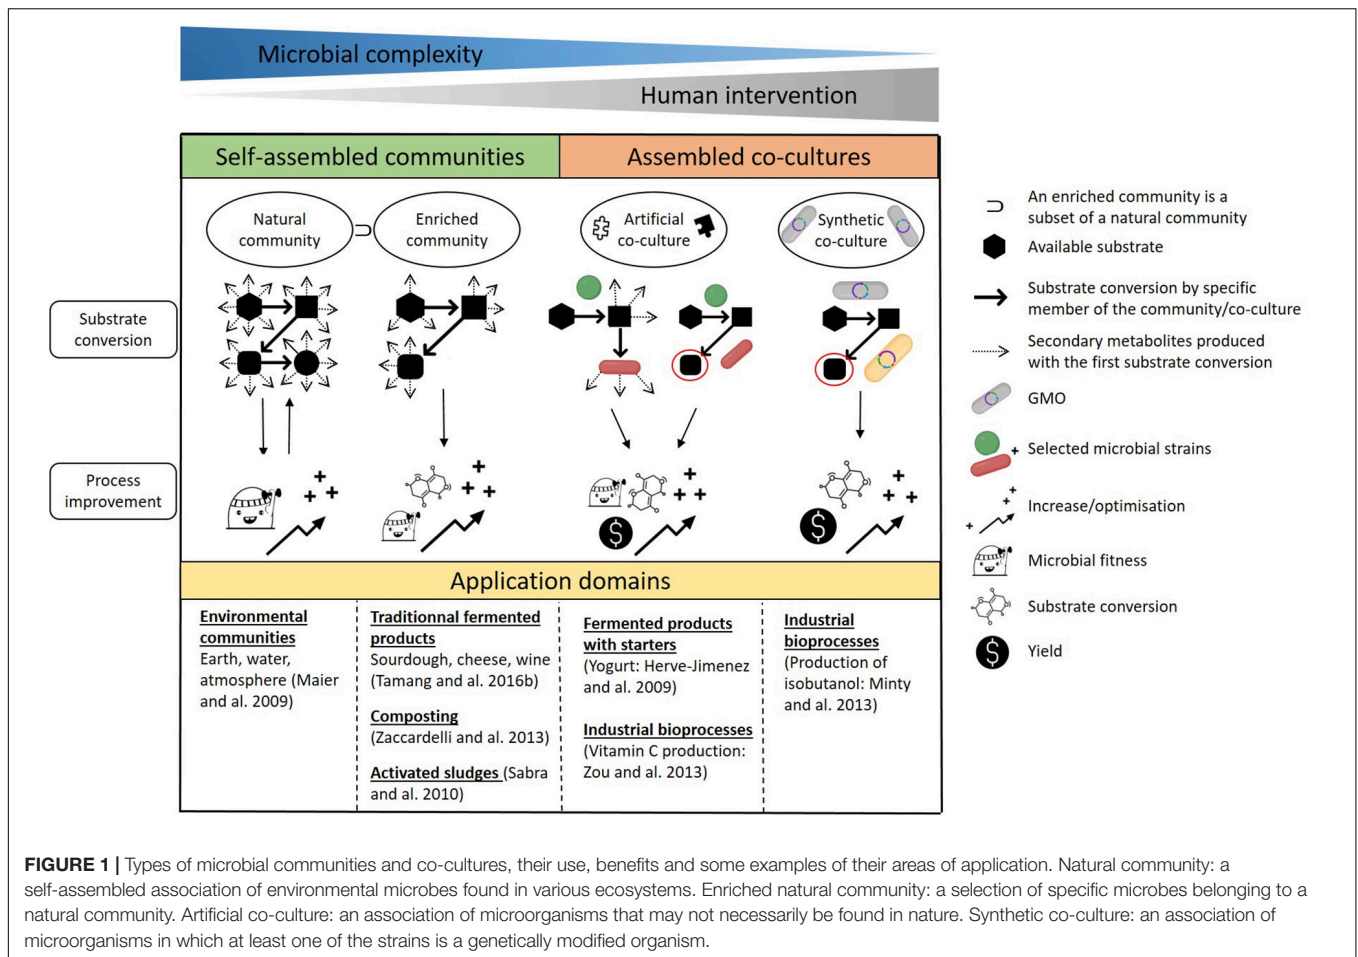 Microbial complexity
Human intervention
Self-assembled communities
Assembled co-cultures
Natural
community
Enriched
community
Artificial
co-culture
Synthetic
co-culture
Substrate
conversion
Process
improvement
$
$
Application domains
Environmental
communities
Earth, water,
atmosphere (Maier
and al. 2009)
Traditionnal fermented
products
Sourdough, cheese, wine
(Tamang et al. 2016b)
Composting
(Zaccardelli and al. 2013)
Activated sludges (Sabra
and al. 2010)
Fermented products
with starters
(Yogurt: Herve-Jimenez
and al. 2009)
Industrial bioprocesses
(Vitamin C production:
Zou and al. 2013)
Industrial
bioprocesses
(Production of
isobutanol: Minty
and al. 2013)
An enriched community is a
subset of a natural community
Available substrate
Substrate conversion by specific
member of the community/co-culture
Secondary metabolites produced
with the first substrate conversion
GMO
Selected microbial strains
Increase/optimisation
Microbial fitness
Substrate conversion
$
Yield
FIGURE 1 | Types of microbial communities and co-cultures, their use, benefits and some examples of their areas of application. Natural community: a
self-assembled association of environmental microbes found in various ecosystems. Enriched natural community: a selection of specific microbes belonging to a
natural community. Artificial co-culture: an association of microorganisms that may not necessarily be found in nature. Synthetic co-culture: an association of
microorganisms in which at least one of the strains is a genetically modified organism.